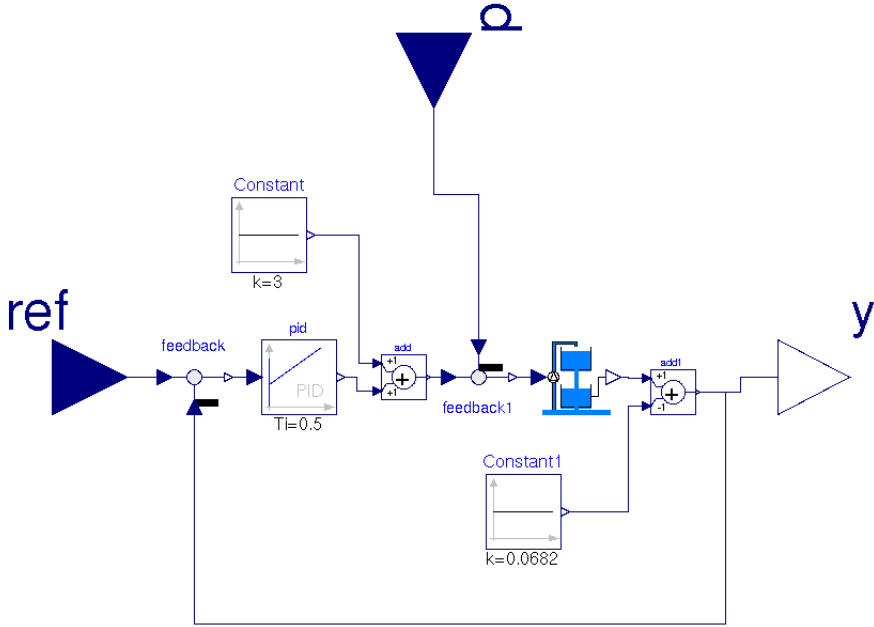 d
Constant
k=3
ref
y
feedback
pid
PID
Ti=0.5
add
+1
+
+1
feedback1
add1
+1
+
-1
Constant1
k=0.0682